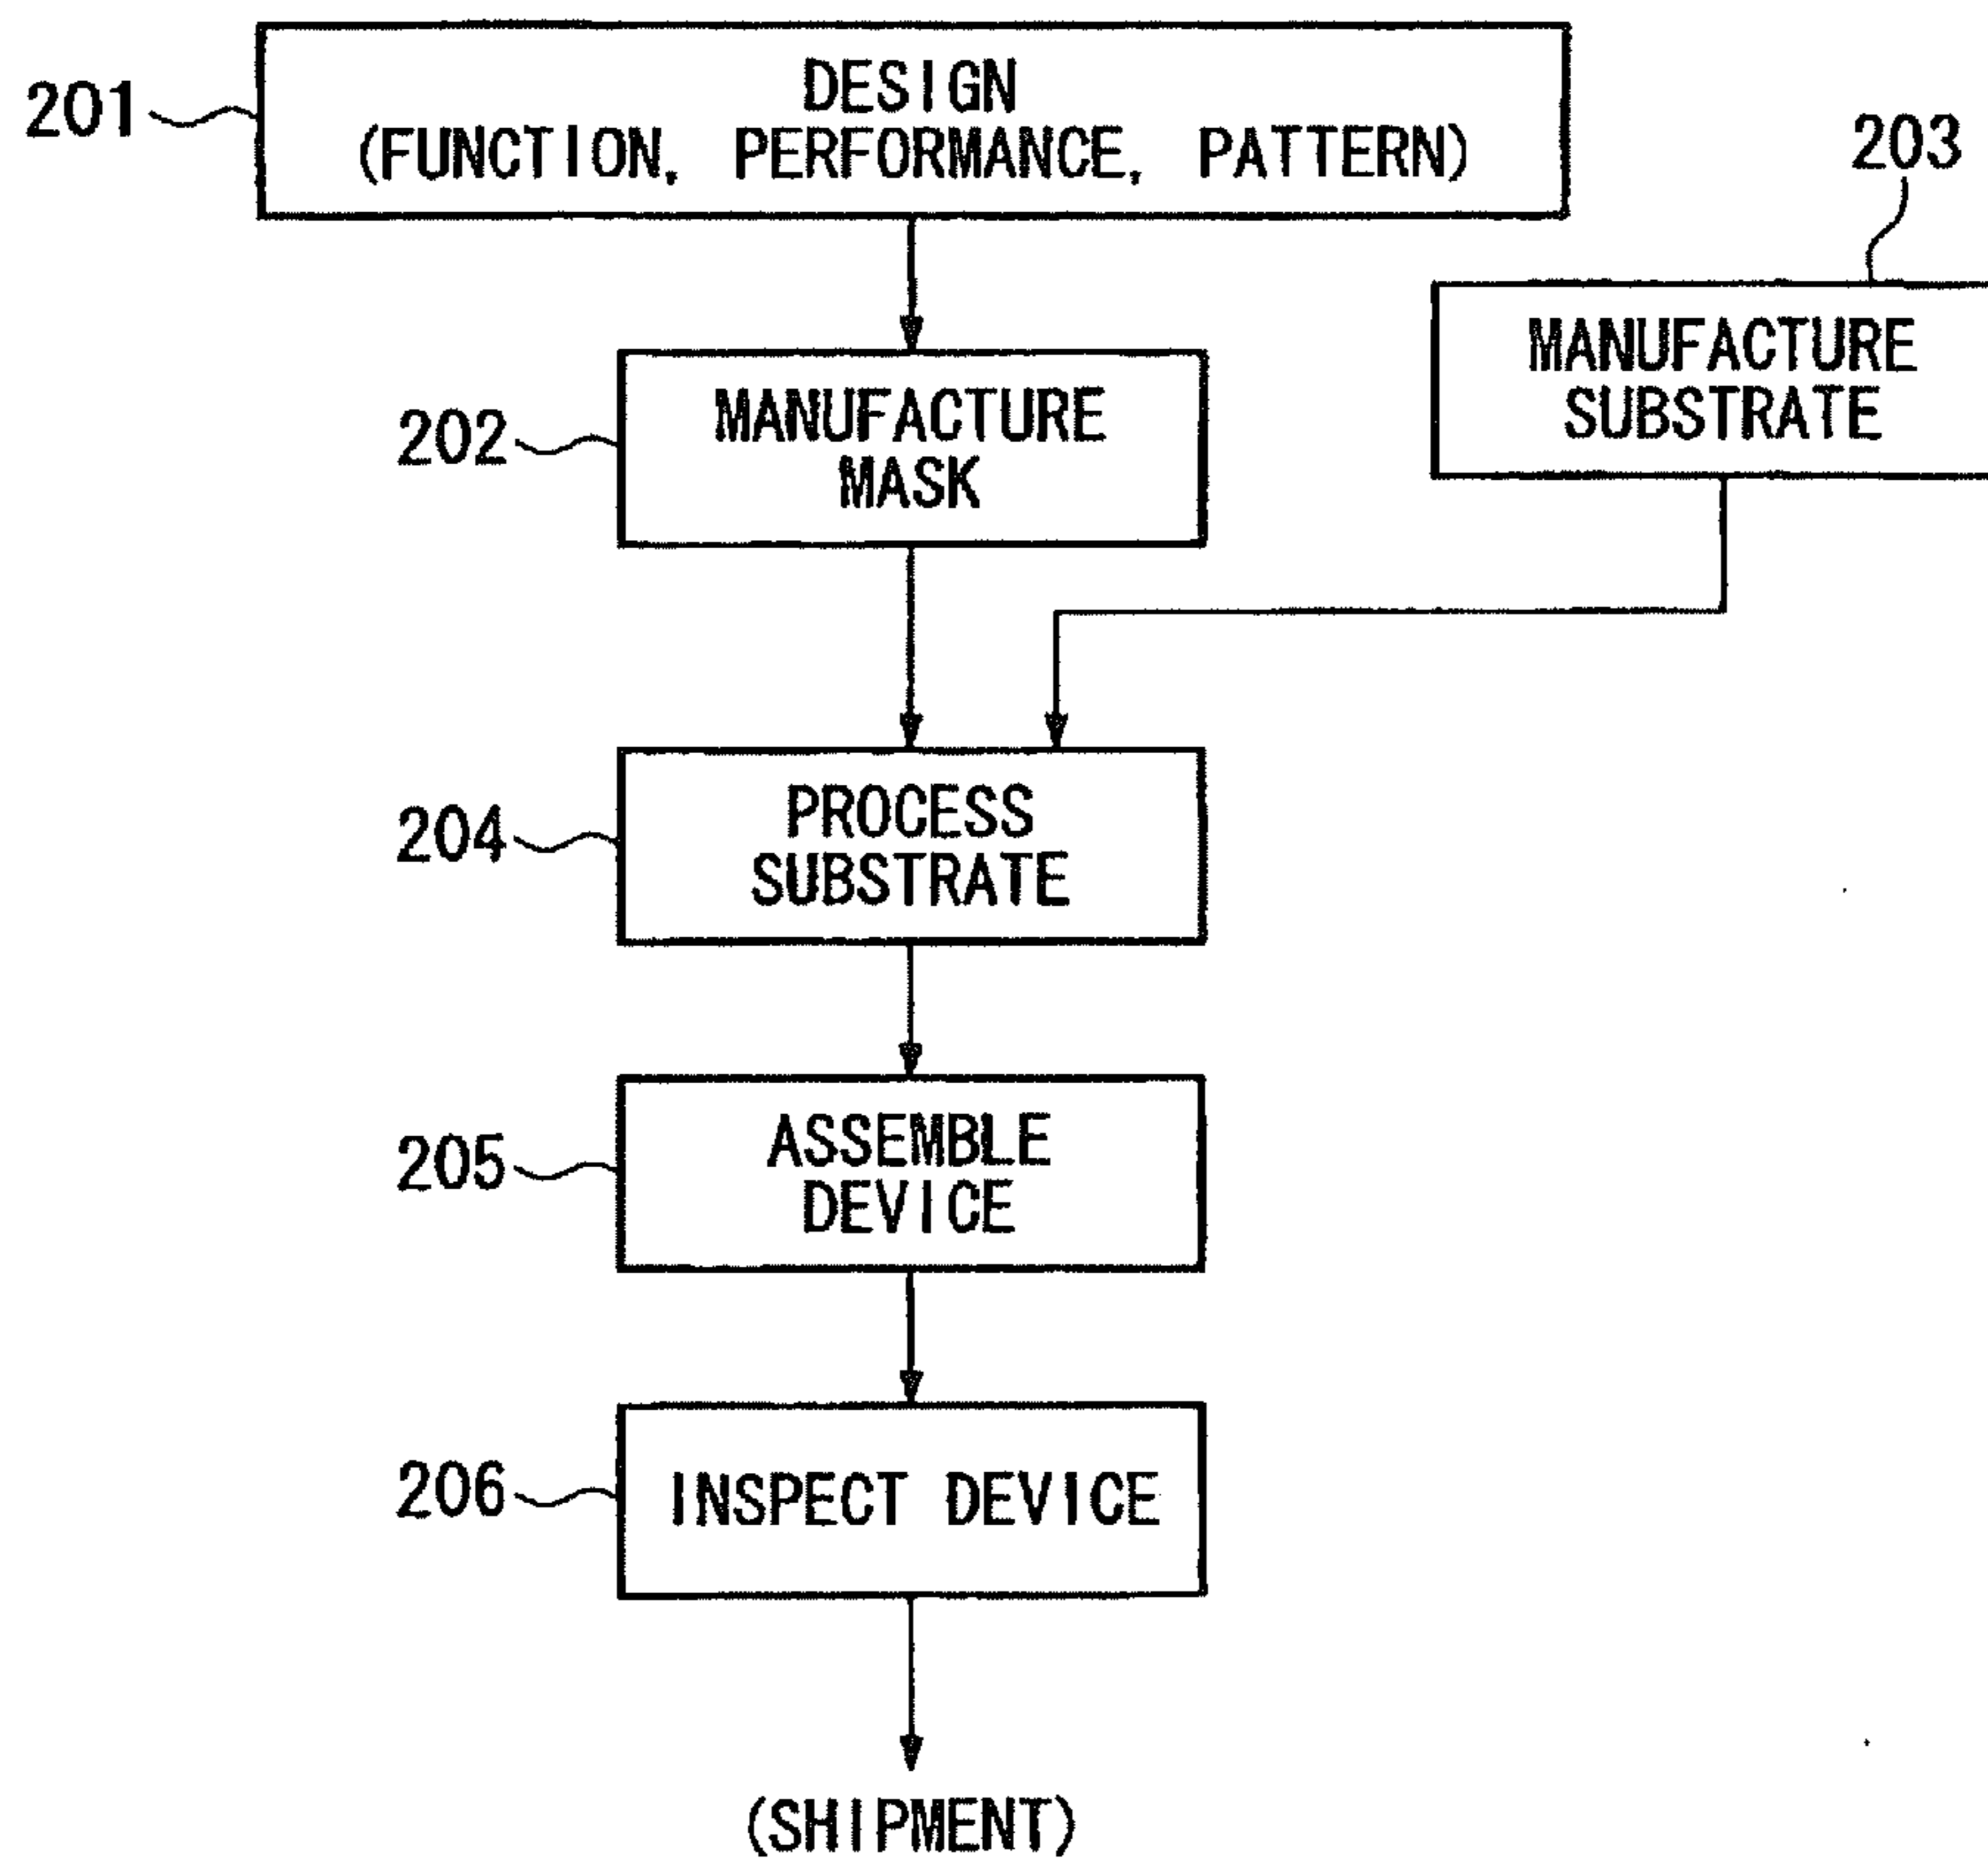 201
DESIGN
(FUNCTION, PERFORMANCE, PATTERN)
203
MANUFACTURE
SUBSTRATE
202
MANUFACTURE
MASK
204
PROCESS
SUBSTRATE
205
ASSEMBLE
DEVICE
206
INSPECT DEVICE
(SHIPMENT)